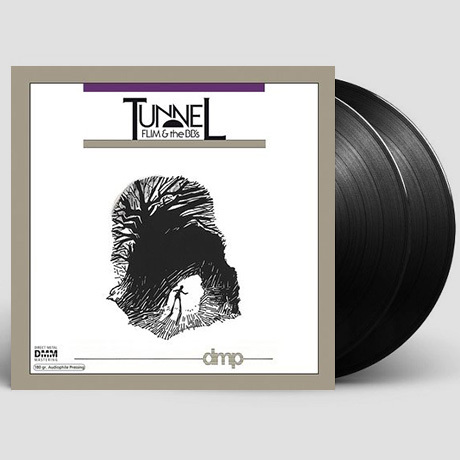 TUNNEL
FLIM & the BB's
DIRECT METAL
DMM
MASTERING
180 gr. Audiophile Pressing
dmp